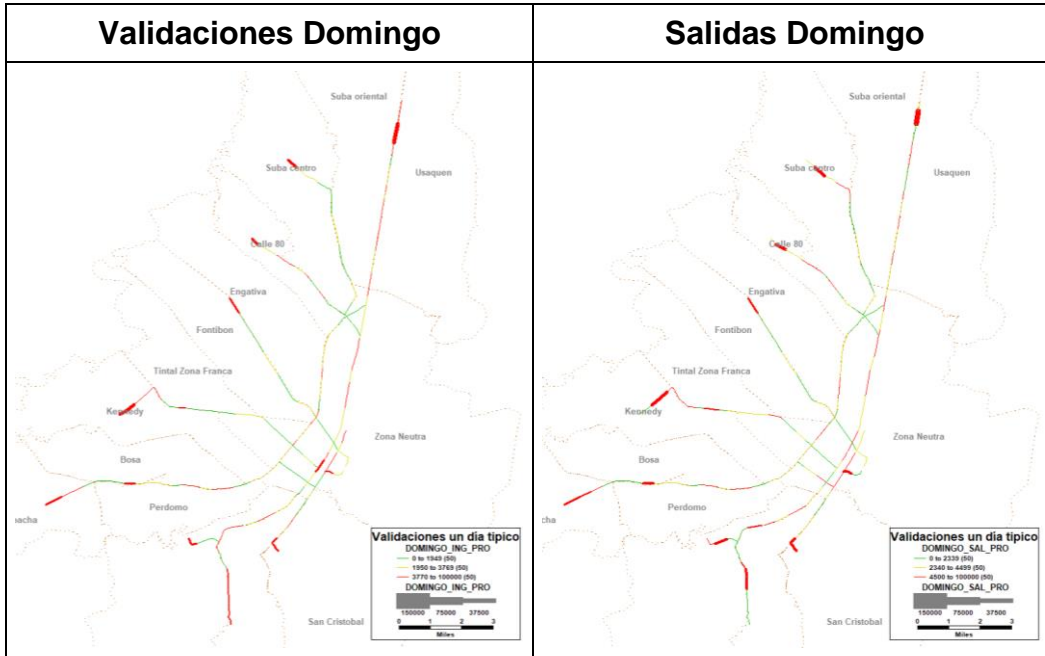 Validaciones Domingo
Suba oriental
Suba centro
Usaquen
Calle 80
Engativa
Fontibon
Tintal Zona Franca
Kennedy
Zona Neutra
Bosa
Perdomo
acha
San Cristobal
Validaciones un dia tipico
DOMINGO_ING_PRO
0 to 1949 (50)
1950 to 3769 (50)
3770 to 100000 (50)
DOMINGO_ING_PRO
150000 75000 37500
0 1 2 3
Miles
Salidas Domingo
Suba oriental
Suba centro
Usaquen
Calle 80
Engativa
Fontibon
Tintal Zona Franca
Kennedy
Zona Neutra
Bosa
Perdomo
cha
San Cristobal
Validaciones un dia tipico
DOMINGO_SAL_PRO
0 to 2339 (50)
2340 to 4499 (50)
4500 to 100000 (50)
DOMINGO_SAL_PRO
150000 75000 37500
0 1 2 3
Miles